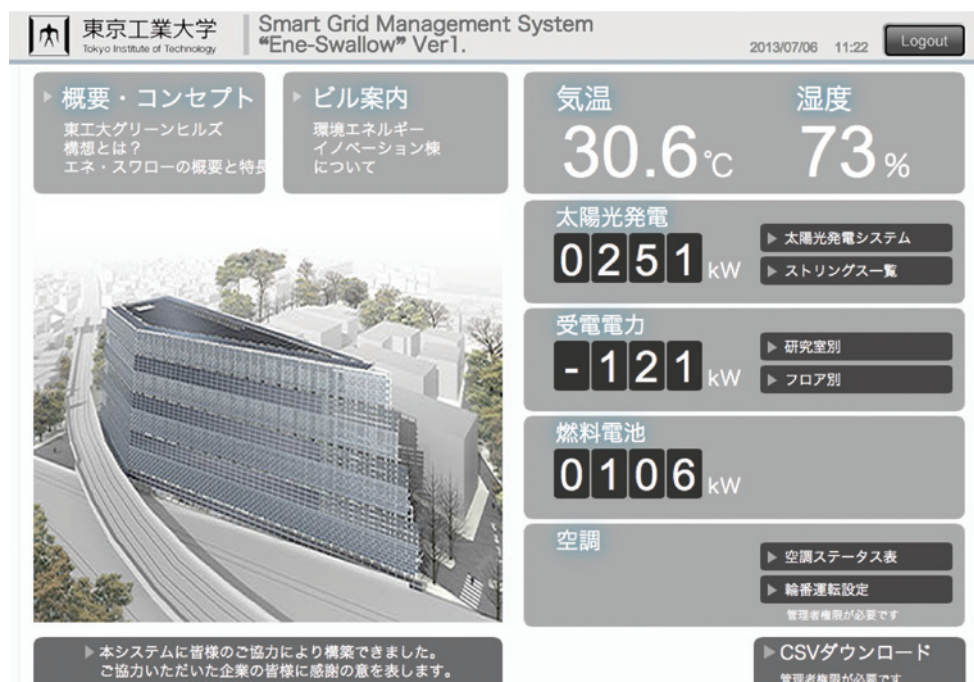 東京工業大学
Tokyo Institute of Technology
Smart Grid Management System
“Ene-Swallow” Ver1.
2013/07/06 11:22
Logout
概要・コンセプト
東工大グリーンヒルズ
構想とは?
エネ・スワローの概要と特長
ビル案内
環境エネルギー
イノベーション棟
について
気温
30.6℃
湿度
73%
太陽光発電
0251 kW
太陽光発電システム
ストリングス一覧
受電電力
-121 kW
研究室別
フロア別
燃料電池
0106 kW
空調
空調ステータス表
輪番運転設定
管理者権限が必要です
本システムに皆様のご協力により構築できました。
ご協力いただいた企業の皆様に感謝の意を表します。
CSVダウンロード
管理者権限が必要です